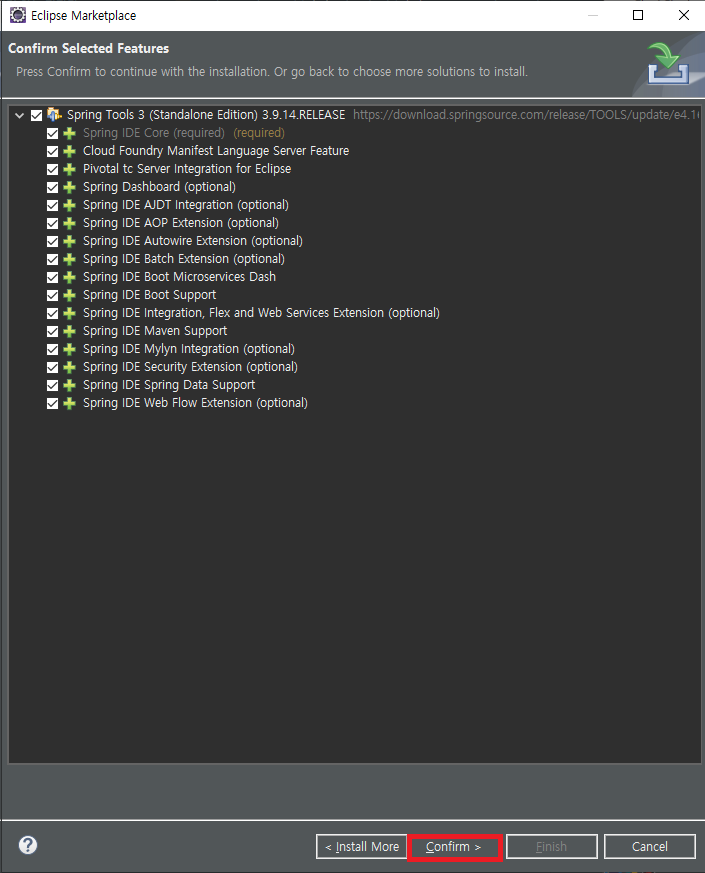 Eclipse Marketplace
Confirm Selected Features
Press Confirm to continue with the installation. Or go back to choose more solutions to install.
Spring Tools 3 (Standalone Edition) 3.9.14.RELEASE https://download.springsource.com/release/TOOLS/update/e4.16
Spring IDE Core (required) (required)
Cloud Foundry Manifest Language Server Feature
Pivotal tc Server Integration for Eclipse
Spring Dashboard (optional)
Spring IDE AJDT Integration (optional)
Spring IDE AOP Extension (optional)
Spring IDE Autowire Extension (optional)
Spring IDE Batch Extension (optional)
Spring IDE Boot Microservices Dash
Spring IDE Boot Support
Spring IDE Integration, Flex and Web Services Extension (optional)
Spring IDE Maven Support
Spring IDE Mylyn Integration (optional)
Spring IDE Security Extension (optional)
Spring IDE Spring Data Support
Spring IDE Web Flow Extension (optional)
? < Install More Confirm > Finish Cancel